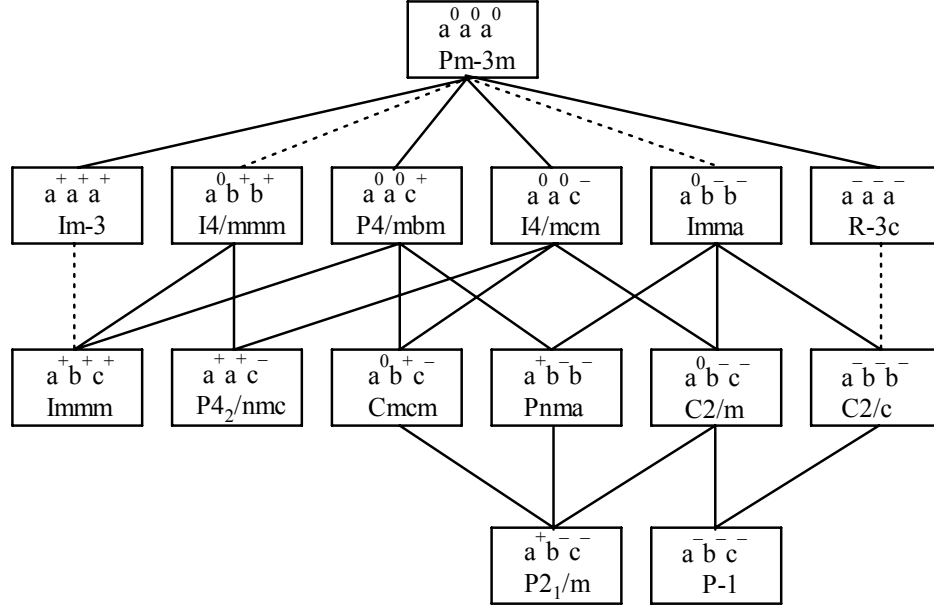 a⁰a⁰a⁰
Pm-3m
a⁺a⁺a⁺
Im-3
a⁰b⁺b⁺
I4/mmm
a⁰a⁰c⁺
P4/mbm
a⁰a⁰c⁻
I4/mcm
a⁰b⁻b⁻
Imma
a⁻a⁻a⁻
R-3c
a⁺b⁺c⁺
Immm
a⁺a⁺c⁻
P4₂/nmc
a⁰b⁺c⁻
Cmcm
a⁺b⁻b⁻
Pnma
a⁰b⁻c⁻
C2/m
a⁻b⁻b⁻
C2/c
a⁺b⁻c⁻
P2₁/m
a⁻b⁻c⁻
P-1